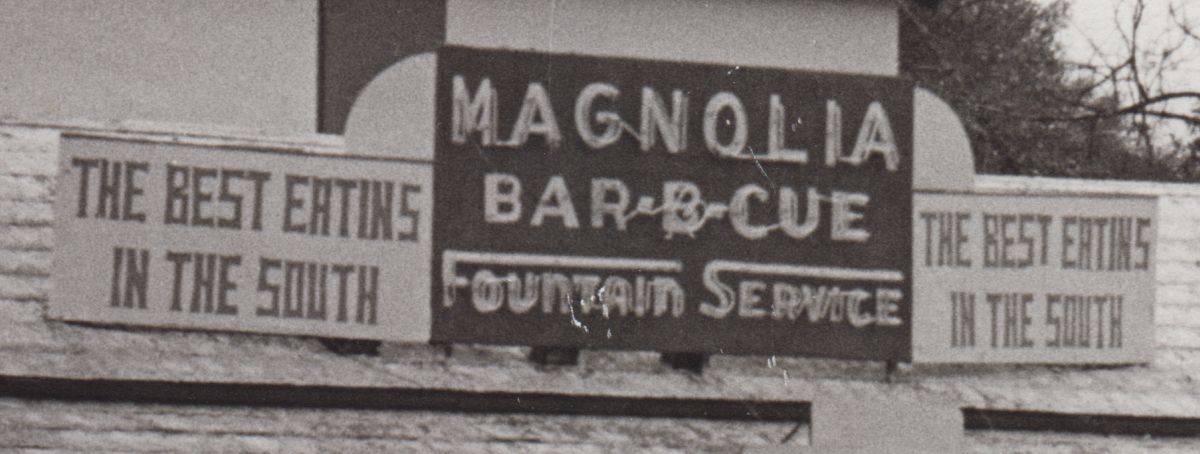 THE BEST EATINS
IN THE SOUTH
MAGNOLIA
BAR-B-CUE
FOUNTAIN SERVICE
THE BEST EATINS
IN THE SOUTH